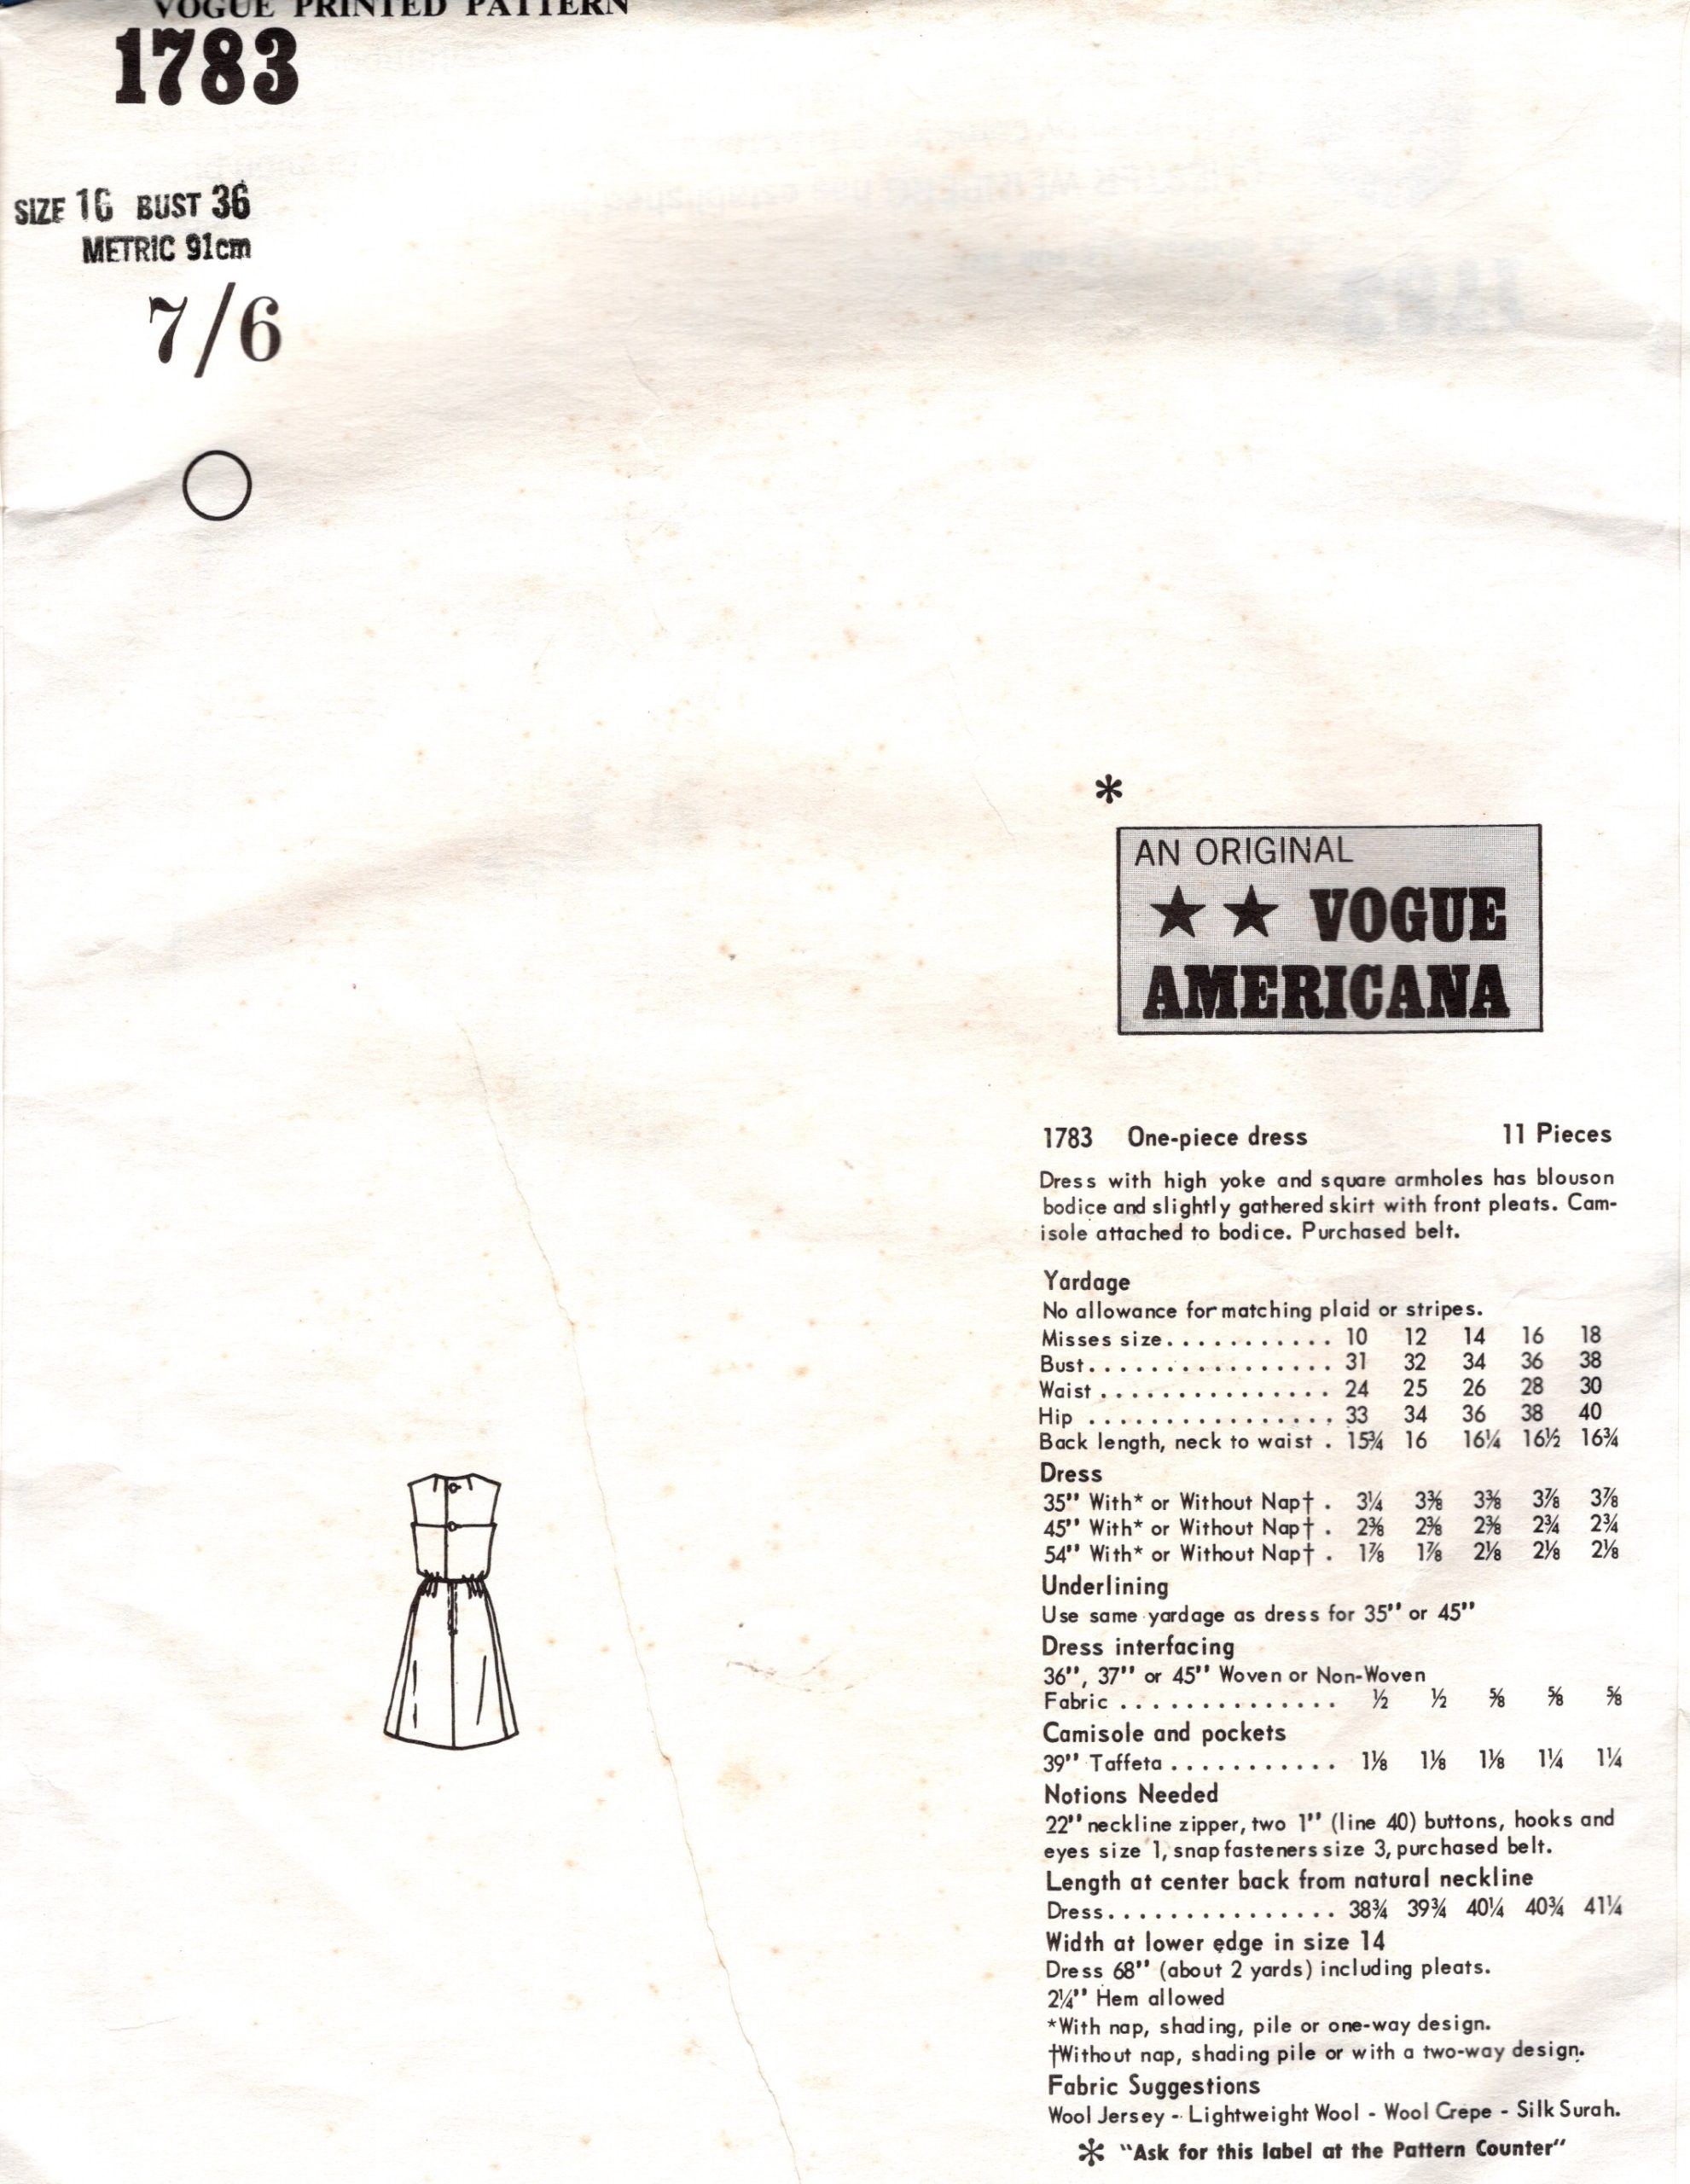 VOGUE PRINTED PATTERN
1783
SIZE 16 BUST 36
METRIC 91cm
7/6
*
AN ORIGINAL
★ ★ VOGUE
AMERICANA
1783 One-piece dress 11 Pieces
Dress with high yoke and square armholes has blouson
bodice and slightly gathered skirt with front pleats. Cam-
isole attached to bodice. Purchased belt.
Yardage
No allowance for matching plaid or stripes.
Misses size . . . . . . . . . . . 10 12 14 16 18
Bust . . . . . . . . . . . . . . . . 31 32 34 36 38
Waist . . . . . . . . . . . . . . . 24 25 26 28 30
Hip . . . . . . . . . . . . . . . . 33 34 36 38 40
Back length, neck to waist . 15¾ 16 16¼ 16½ 16¾
Dress
35" With* or Without Nap† . 3¼ 3⅜ 3⅜ 3⅞ 3⅞
45" With* or Without Nap† . 2⅜ 2⅜ 2⅜ 2¾ 2¾
54" With* or Without Nap† . 1⅞ 1⅞ 2⅛ 2⅛ 2⅛
Underlining
Use same yardage as dress for 35" or 45"
Dress interfacing
36", 37" or 45" Woven or Non-Woven
Fabric . . . . . . . . . . . . . . ½ ½ ⅝ ⅝ ⅝
Camisole and pockets
39" Taffeta . . . . . . . . . . . 1⅛ 1⅛ 1⅛ 1¼ 1¼
Notions Needed
22" neckline zipper, two 1" (line 40) buttons, hooks and
eyes size 1, snap fasteners size 3, purchased belt.
Length at center back from natural neckline
Dress . . . . . . . . . . . . . . . 38¾ 39¾ 40¼ 40¾ 41¼
Width at lower edge in size 14
Dress 68" (about 2 yards) including pleats.
2¼" Hem allowed
*With nap, shading, pile or one-way design.
†Without nap, shading pile or with a two-way design.
Fabric Suggestions
Wool Jersey - Lightweight Wool - Wool Crepe - Silk Surah.
* "Ask for this label at the Pattern Counter"